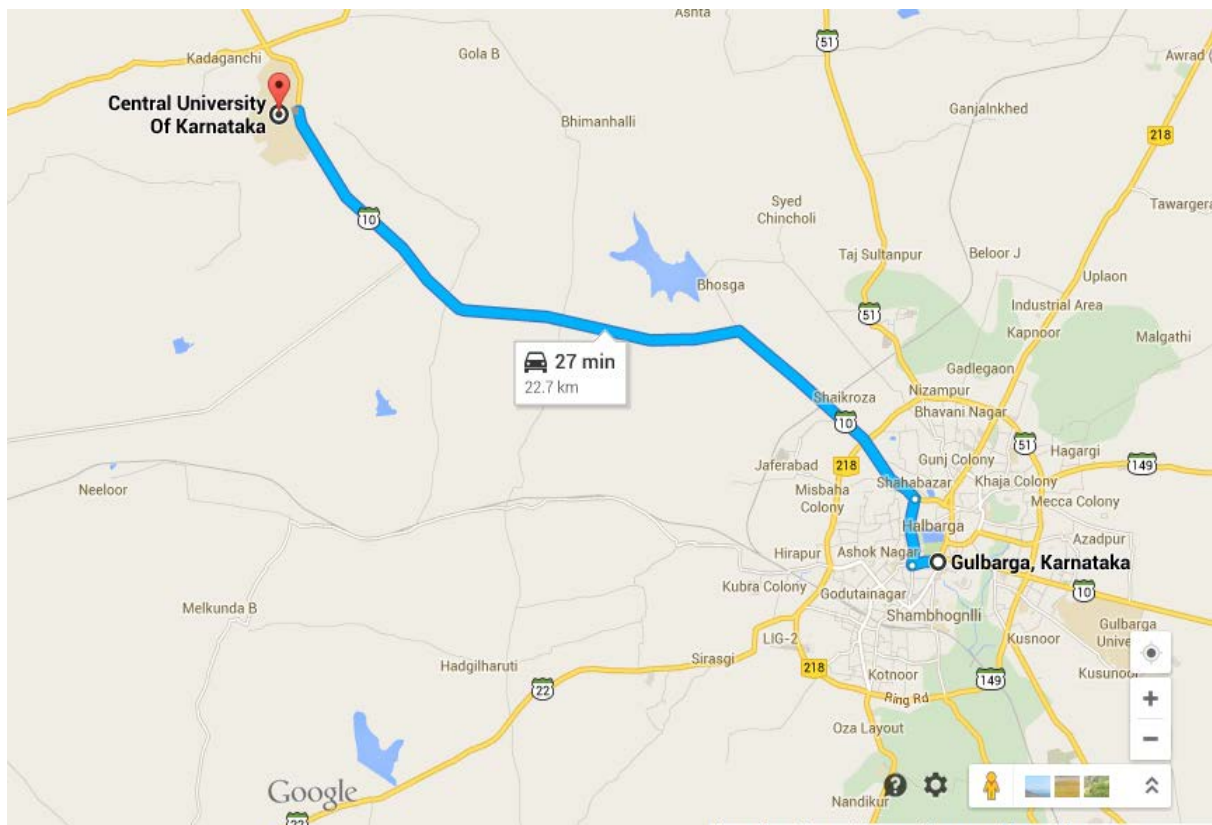 Ashta
51
Kadaganchi
Gola B
Awrad
Central University
Of Karnataka
Ganjalnkhed
Bhimanhalli
218
Syed
Chincholi
Tawargera
10
Taj Sultanpur
Beloor J
Bhosga
Uplaon
Industrial Area
51
Kapnoor
Malgathi
27 min
22.7 km
Gadlegaon
Nizampur
Shaikroza
Bhavani Nagar
10
51
Hagargi
Gunj Colony
Jaferabad
218
149
Neeloor
Shahabazar
Khaja Colony
Misbaha
Colony
Mecca Colony
Halbarga
Azadpur
Hirapur
Ashok Nagar
Gulbarga, Karnataka
Kubra Colony
Godutainagar
10
Melkunda B
Shambhognlli
Gulbarga
Unive
LIG-2
Kusnoor
Hadgilharuti
Sirasgi
218
Kotnoor
149
Kusunoor
22
Ring Rd
Oza Layout
Google
Nandikur
22